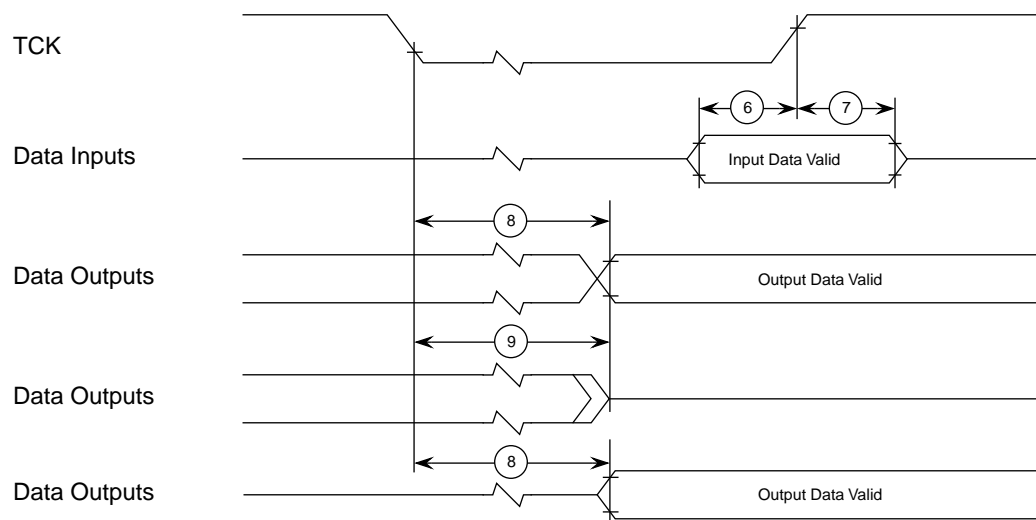 TCK
6
7
Data Inputs
Input Data Valid
8
Data Outputs
Output Data Valid
9
Data Outputs
8
Data Outputs
Output Data Valid